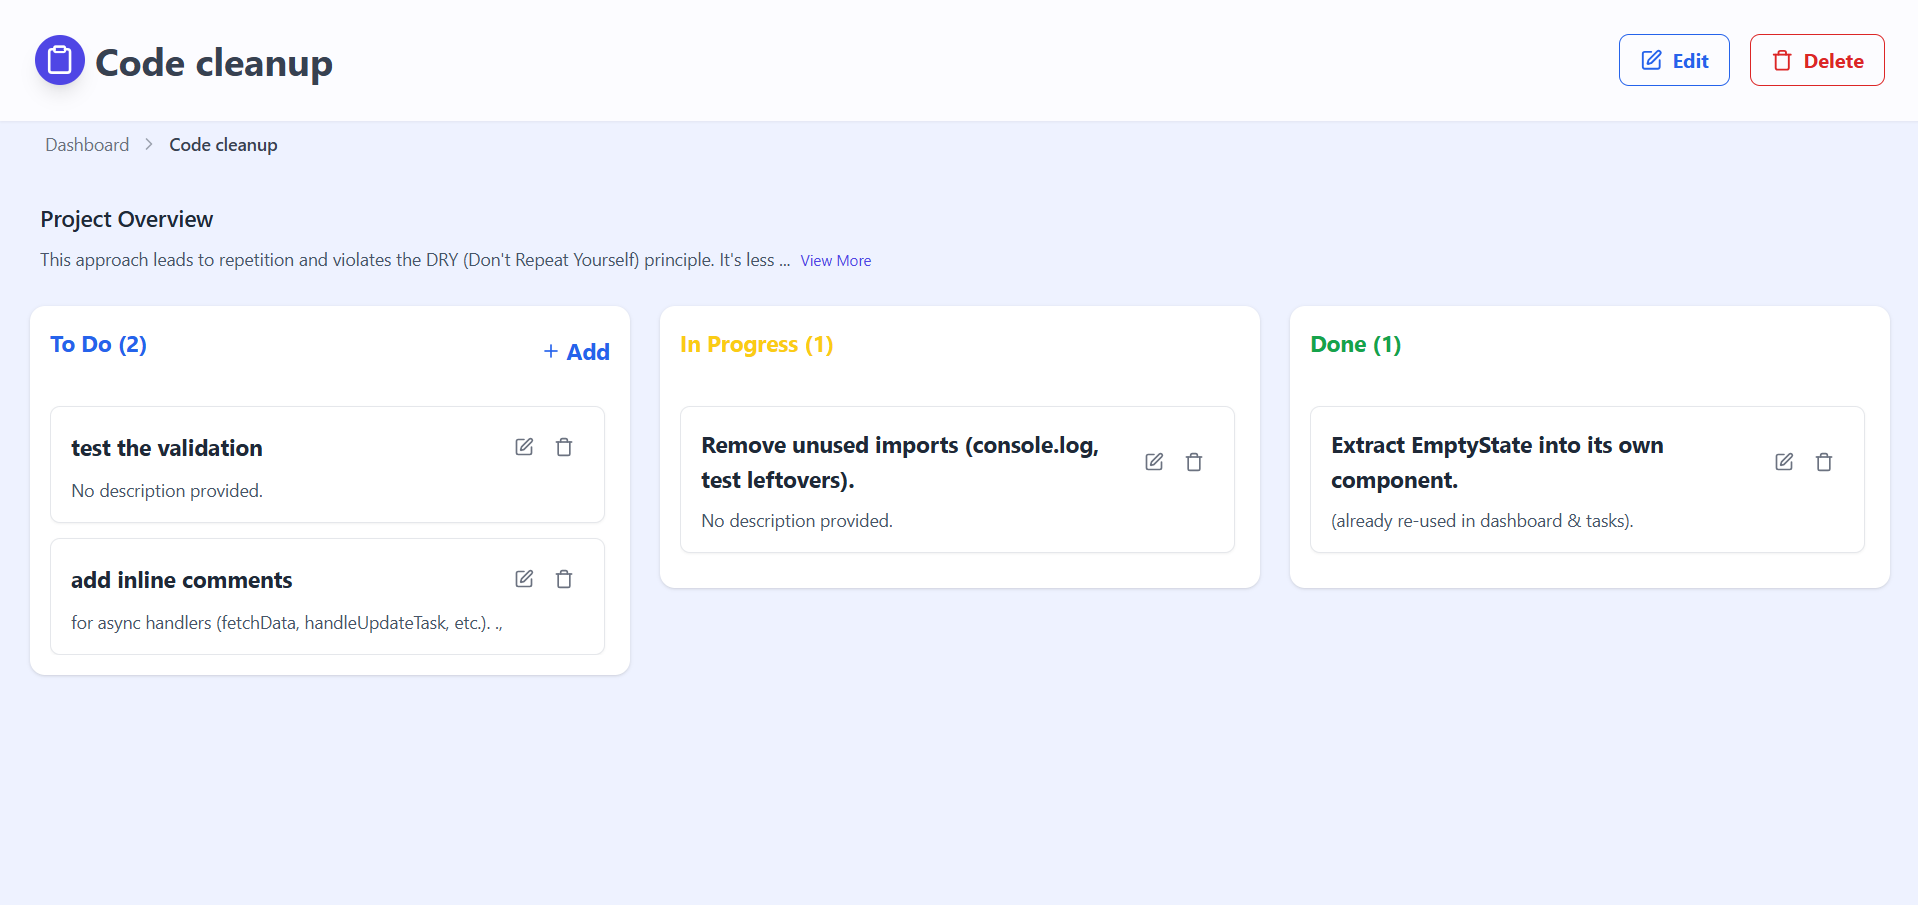 Code cleanup
Edit
Delete
Dashboard
Code cleanup
Project Overview
This approach leads to repetition and violates the DRY (Don't Repeat Yourself) principle. It's less ... View More
To Do (2)
+ Add
test the validation
No description provided.
add inline comments
for async handlers (fetchData, handleUpdateTask, etc.). .,
In Progress (1)
Remove unused imports (console.log,
test leftovers).
No description provided.
Done (1)
Extract EmptyState into its own
component.
(already re-used in dashboard & tasks).